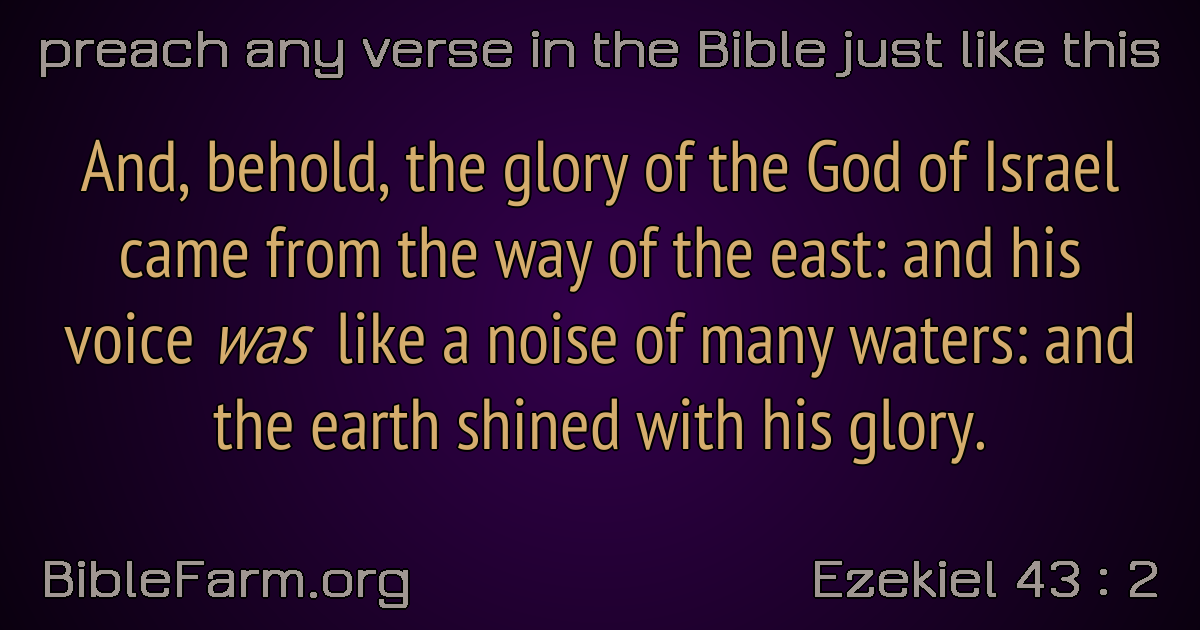 preach any verse in the Bible just like this
And, behold, the glory of the God of Israel
came from the way of the east: and his
voice was like a noise of many waters: and
the earth shined with his glory.
BibleFarm.org
Ezekiel 43 : 2